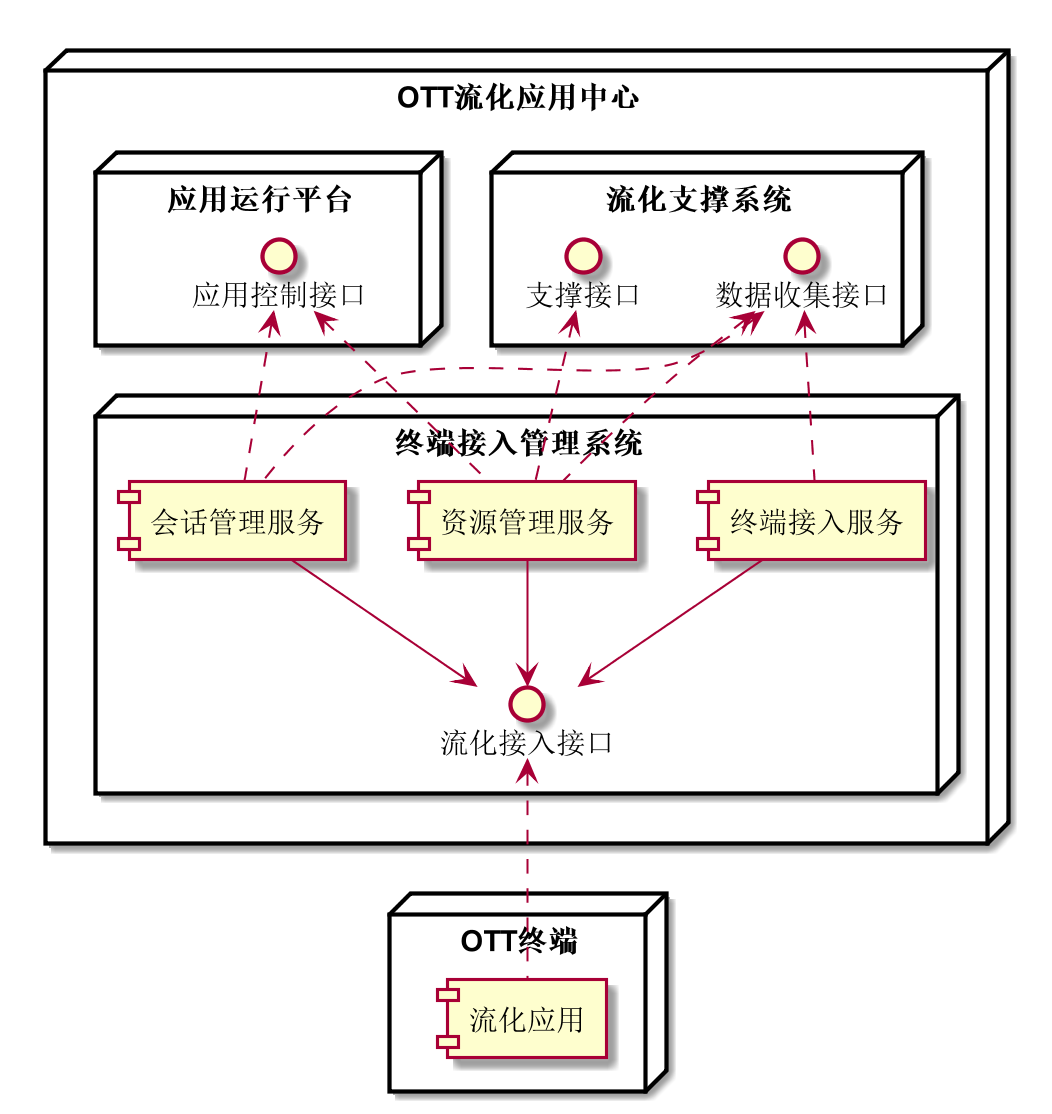 OTT流化应用中心
应用运行平台
流化支撑系统
应用控制接口
支撑接口
数据收集接口
终端接入管理系统
会话管理服务
资源管理服务
终端接入服务
流化接入接口
OTT终端
流化应用